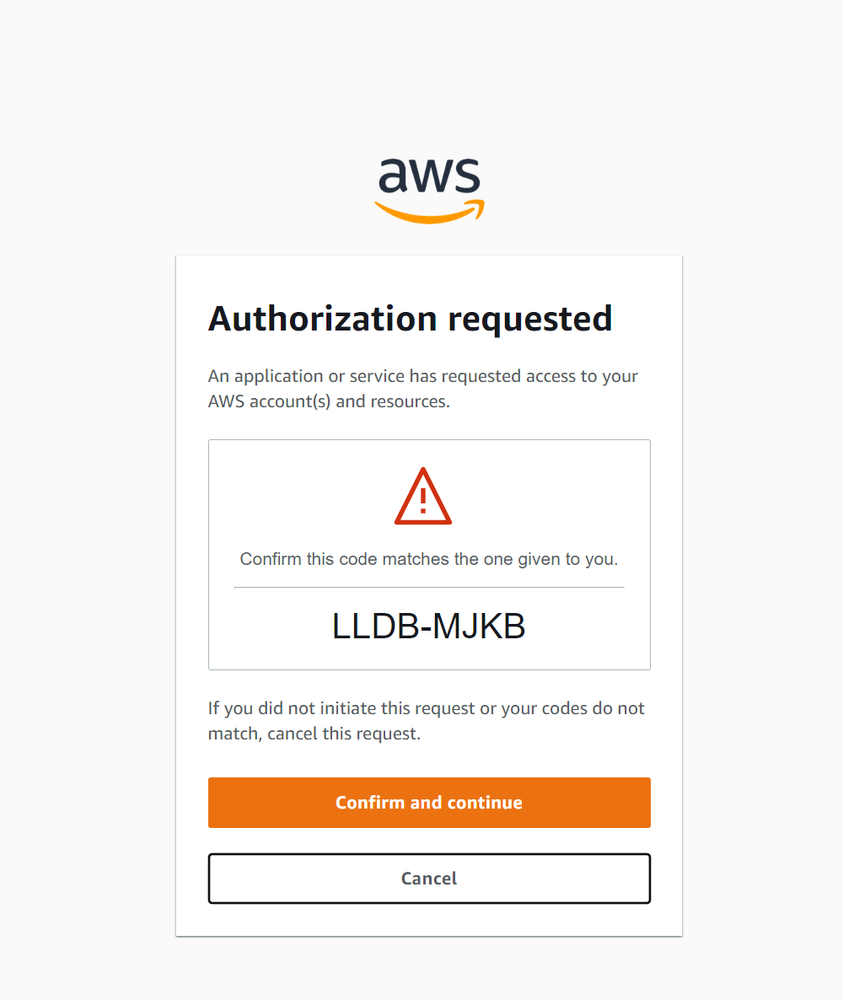 aws
Authorization requested
An application or service has requested access to your
AWS account(s) and resources.
Confirm this code matches the one given to you.
LLDB-MJKB
If you did not initiate this request or your codes do not
match, cancel this request.
Confirm and continue
Cancel